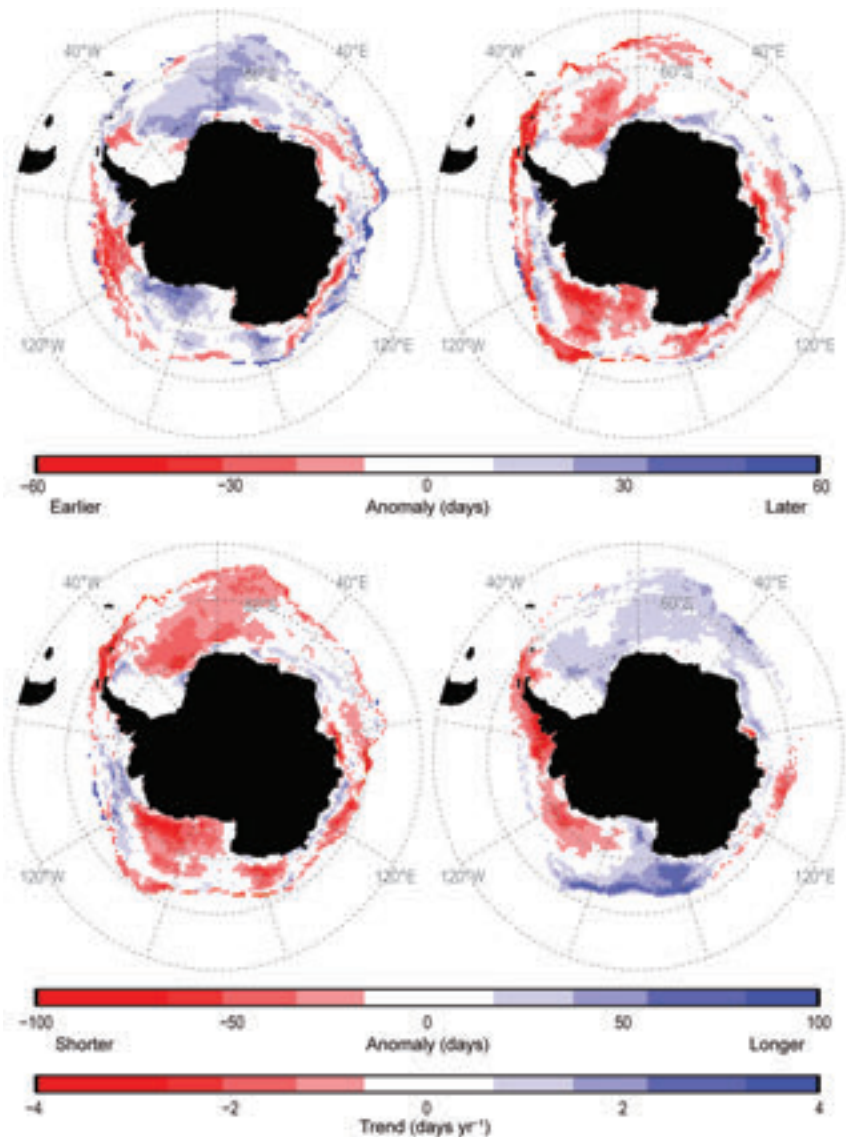 40°W 40°E 40°W 40°E
60°S 60°S
120°W 120°E 120°W 120°E
−60 −30 0 30 60
Earlier Anomaly (days) Later
40°W 40°E 40°W 40°E
60°S
120°W 120°E 120°W 120°E
−100 −50 0 50 100
Shorter Anomaly (days) Longer
−4 −2 0 2 4
Trend (days yr⁻¹)